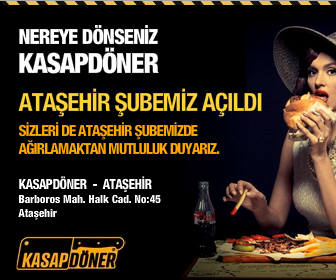 NEREYE DÖNSENİZ
KASAPDÖNER
ATAŞEHİR ŞUBEMİZ AÇILDI
SİZLERİ DE ATAŞEHİR ŞUBEMİZDE
AĞIRLAMAKTAN MUTLULUK DUYARIZ.
KASAPDÖNER - ATAŞEHİR
Barboros Mah. Halk Cad. No:45
Ataşehir
KASAPDÖNER